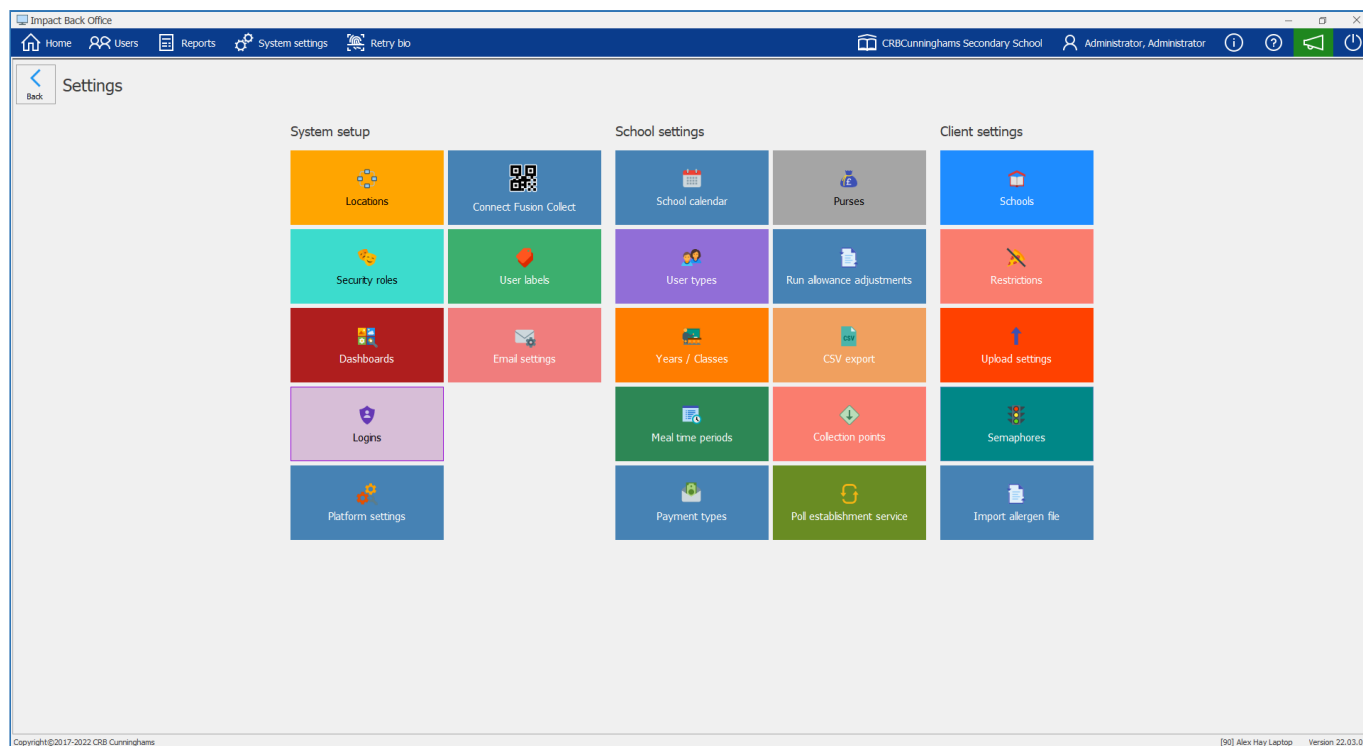 Impact Back Office
Home Users Reports System settings Retry bio CRBCunninghams Secondary School Administrator, Administrator
Back Settings
System setup School settings Client settings
Locations Connect Fusion Collect School calendar Purses Schools
Security roles User labels User types Run allowance adjustments Restrictions
Dashboards Email settings Years / Classes CSV export Upload settings
Logins Meal time periods Collection points Semaphores
Platform settings Payment types Poll establishment service Import allergen file
Copyright©2017-2022 CRB Cunninghams [90] Alex Hay Laptop Version 22.03.0